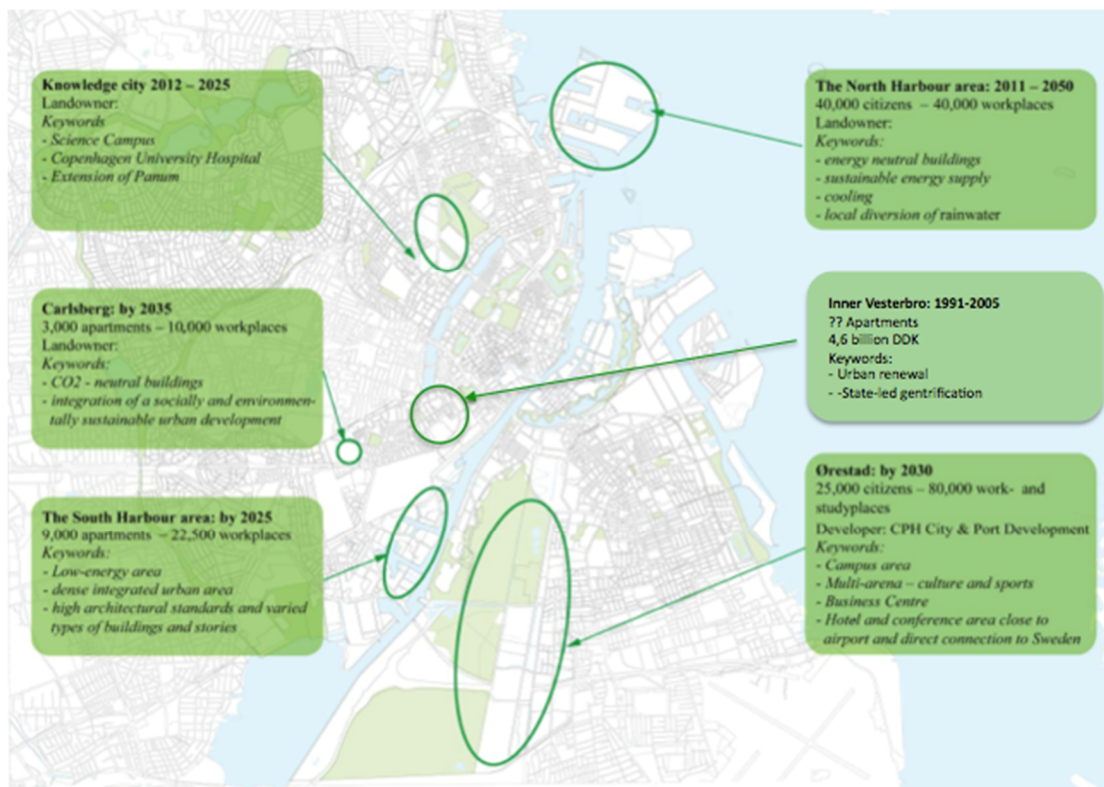 Knowledge city 2012 – 2025
Landowner:
Keywords
- Science Campus
- Copenhagen University Hospital
- Extension of Panum
Carlsberg: by 2035
3,000 apartments – 10,000 workplaces
Landowner:
Keywords:
- CO2 - neutral buildings
- integration of a socially and environmen-
tally sustainable urban development
The South Harbour area: by 2025
9,000 apartments – 22,500 workplaces
Keywords:
- Low-energy area
- dense integrated urban area
- high architectural standards and varied
types of buildings and stories
The North Harbour area: 2011 – 2050
40,000 citizens – 40,000 workplaces
Landowner:
Keywords:
- energy neutral buildings
- sustainable energy supply
- cooling
- local diversion of rainwater
Inner Vesterbro: 1991-2005
?? Apartments
4,6 billion DDK
Keywords:
- Urban renewal
- -State-led gentrification
Ørestad: by 2030
25,000 citizens – 80,000 work- and
studyplaces
Developer: CPH City & Port Development
Keywords:
- Campus area
- Multi-arena – culture and sports
- Business Centre
- Hotel and conference area close to
airport and direct connection to Sweden